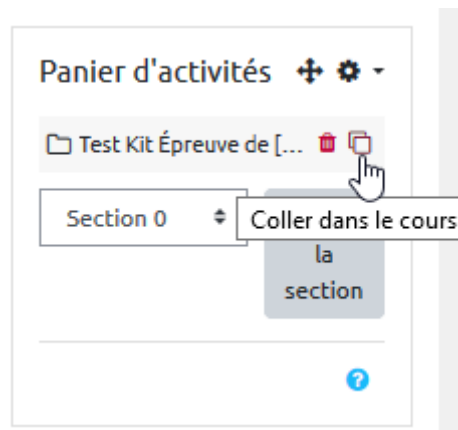 Panier d'activités
Test Kit Épreuve de [...
Section 0
Coller dans le cours
la
section